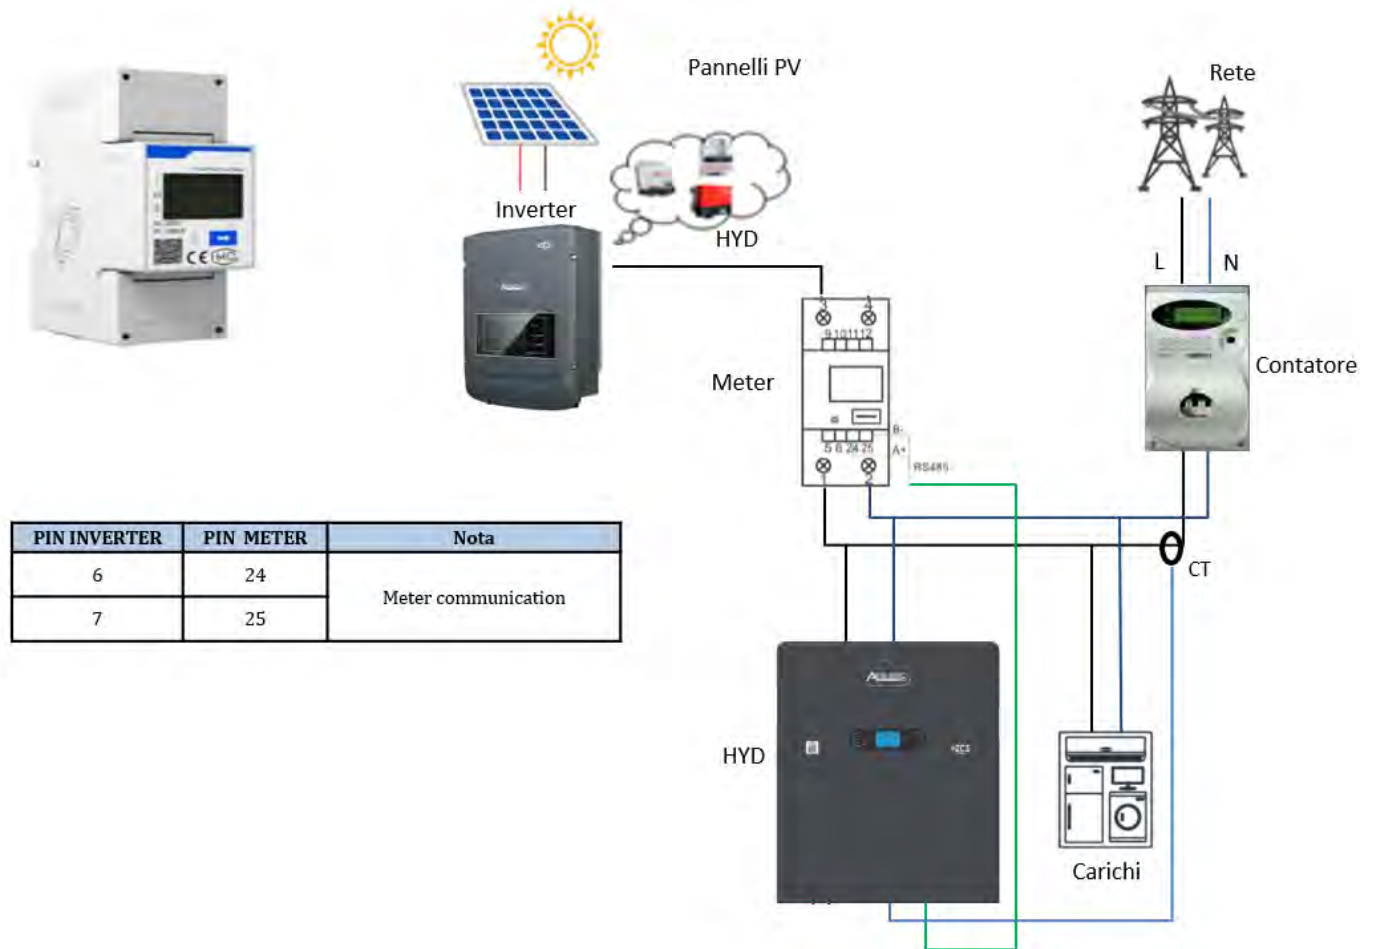 Pannelli PV
Rete
Inverter
HYD
L N
3 4
9 10 11 12
Meter
Contatore
B-
5 6 24 25
A+
RS485
1 2
CE
PIN INVERTER PIN METER Nota
6 24
Meter communication
7 25
CT
HYD
Carichi